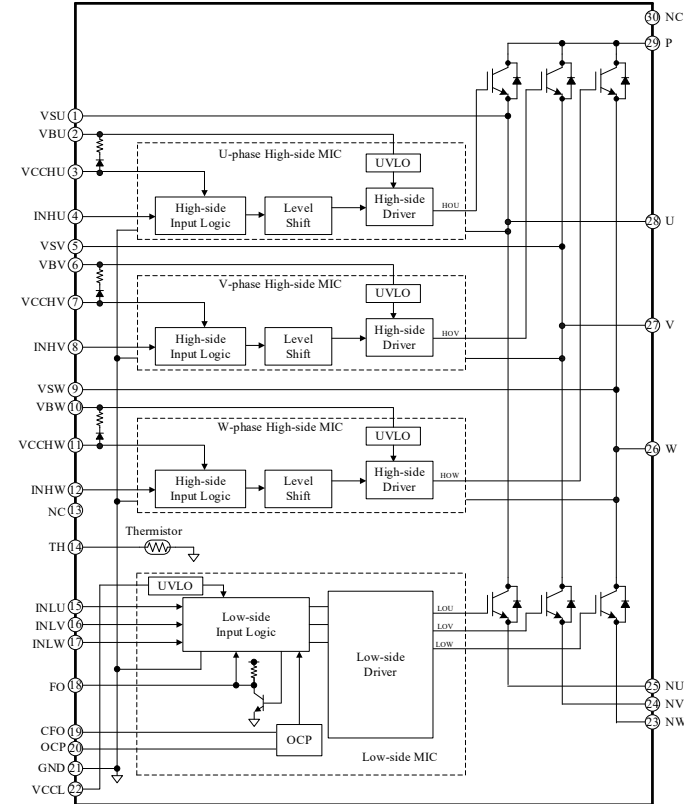 30 NC
29 P
VSU 1
VBU 2
U-phase High-side MIC
UVLO
VCCHU 3
High-side Input Logic
Level Shift
High-side Driver
HOU
INHU 4
28 U
VSV 5
VBV 6
V-phase High-side MIC
UVLO
VCCHV 7
High-side Input Logic
Level Shift
High-side Driver
HOV
27 V
INHV 8
VSW 9
VBW 10
W-phase High-side MIC
UVLO
VCCHW 11
26 W
High-side Input Logic
Level Shift
High-side Driver
HOW
INHW 12
NC 13
Thermistor
TH 14
UVLO
INLU 15
INLV 16
INLW 17
Low-side Input Logic
LOU
LOV
LOW
Low-side Driver
FO 18
25 NU
24 NV
23 NW
CFO 19
OCP 20
OCP
Low-side MIC
GND 21
VCCL 22